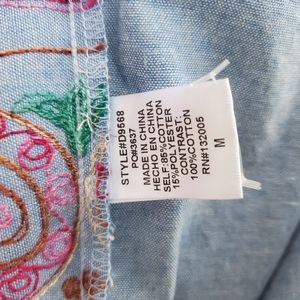 STYLE#D9568
PO#3637
MADE IN CHINA
HECHO EN CHINA
SELF:85%COTTON
15%POLYESTER
CONTRAST:
100%COTTON
RN#132005
M